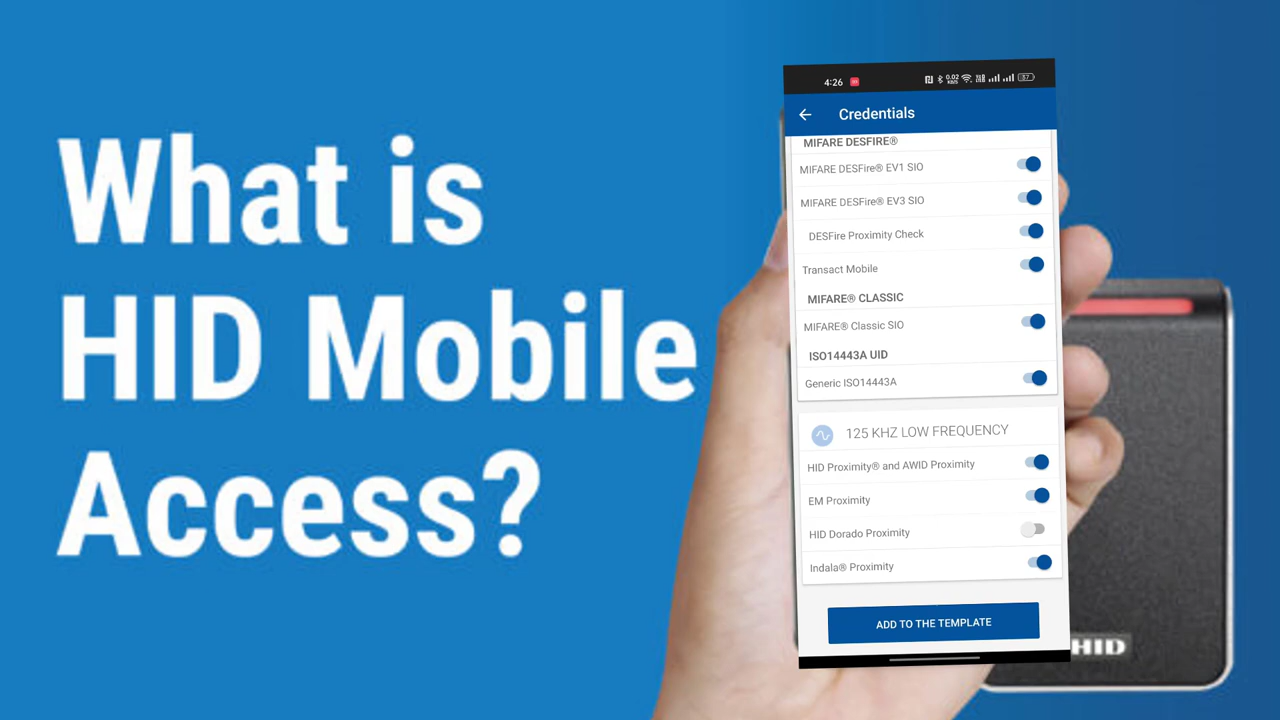 What is
HID Mobile
Access?
4:26
Credentials
MIFARE DESFIRE®
MIFARE DESFire® EV1 SIO
MIFARE DESFire® EV3 SIO
DESFire Proximity Check
Transact Mobile
MIFARE® CLASSIC
MIFARE® Classic SIO
ISO14443A UID
Generic ISO14443A
125 KHZ LOW FREQUENCY
HID Proximity® and AWID Proximity
EM Proximity
HID Dorado Proximity
Indala® Proximity
ADD TO THE TEMPLATE
HID